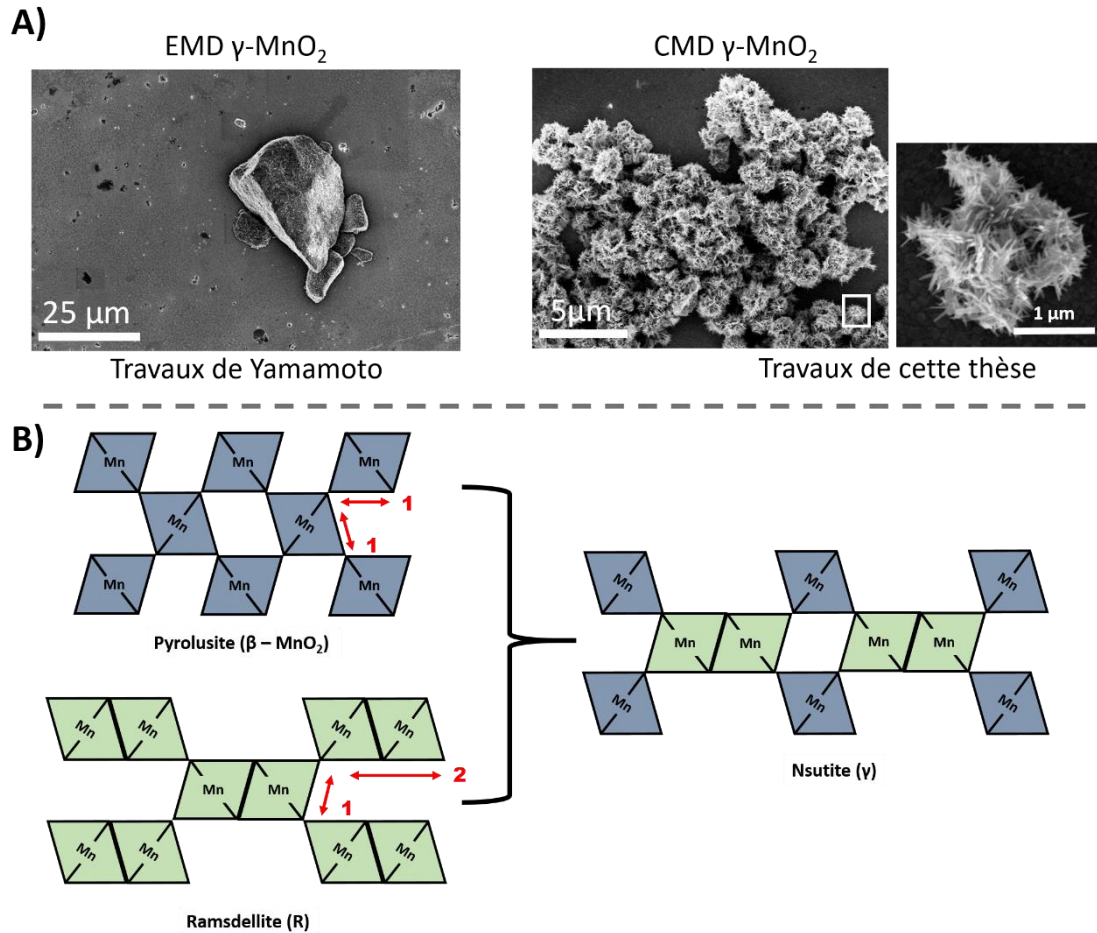 A)
EMD γ-MnO₂
CMD γ-MnO₂
25 µm
5µm
1 µm
Travaux de Yamamoto
Travaux de cette thèse
B)
Mn Mn Mn
1
Mn Mn
1
Mn Mn Mn
Pyrolusite (β – MnO₂)
Mn Mn Mn Mn
2
Mn Mn
1
Mn Mn Mn Mn
Ramsdellite (R)
Mn Mn Mn
Mn Mn Mn Mn
Mn Mn Mn
Nsutite (γ)